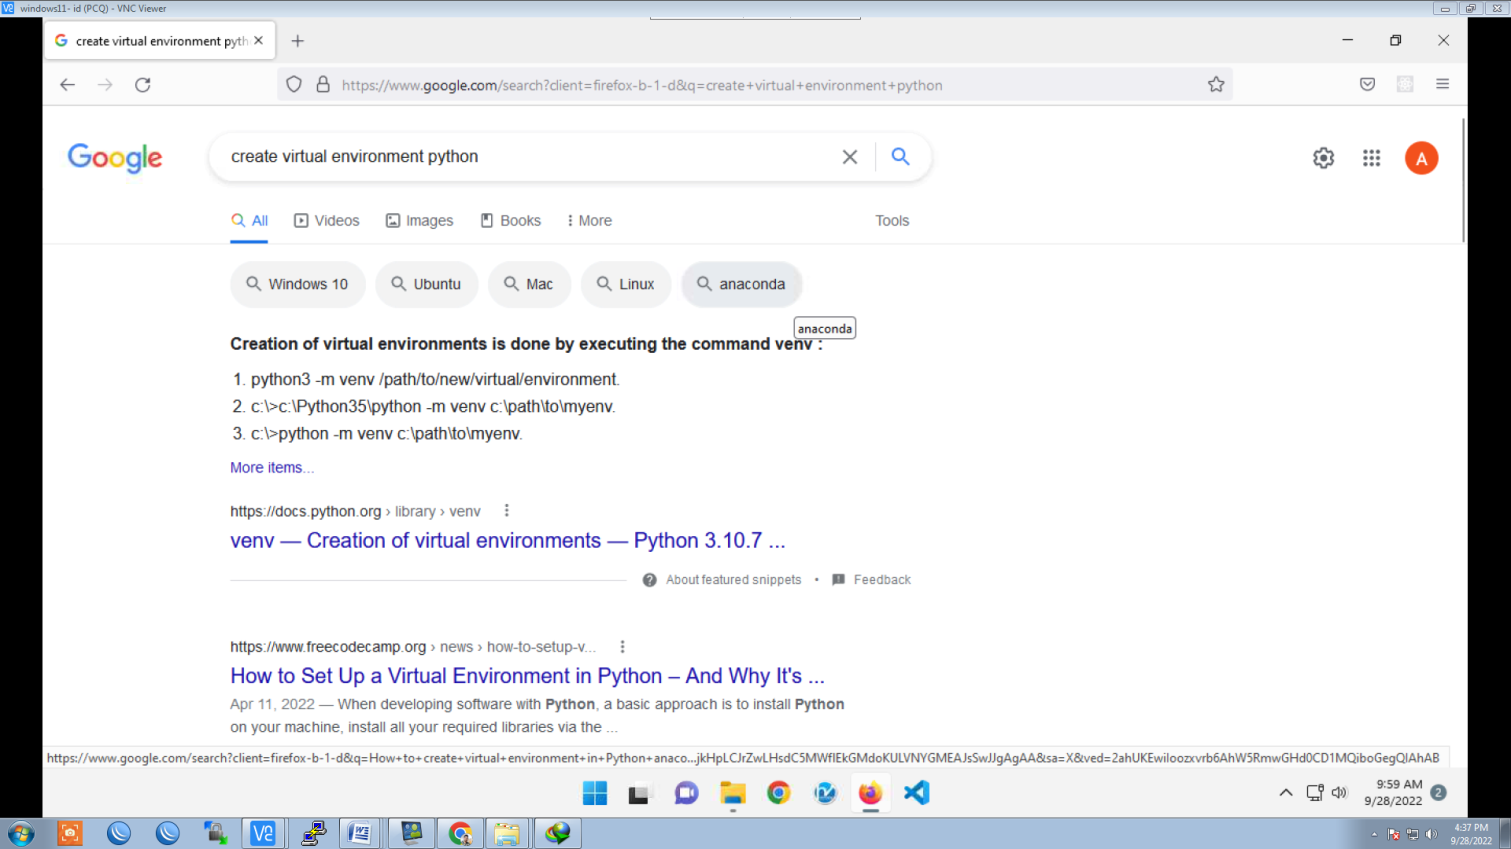 windows11- id (PCQ) - VNC Viewer
create virtual environment pyth
https://www.google.com/search?client=firefox-b-1-d&q=create+virtual+environment+python
Google
create virtual environment python
A
All
Videos
Images
Books
More
Tools
Windows 10
Ubuntu
Mac
Linux
anaconda
anaconda
Creation of virtual environments is done by executing the command venv :
1. python3 -m venv /path/to/new/virtual/environment.
2. c:\>c:\Python35\python -m venv c:\path\to\myenv.
3. c:\>python -m venv c:\path\to\myenv.
More items...
https://docs.python.org › library › venv
venv — Creation of virtual environments — Python 3.10.7 ...
About featured snippets • Feedback
https://www.freecodecamp.org › news › how-to-setup-v...
How to Set Up a Virtual Environment in Python – And Why It's ...
Apr 11, 2022 — When developing software with Python, a basic approach is to install Python
on your machine, install all your required libraries via the ...
9:59 AM
9/28/2022
2
4:37 PM
9/28/2022